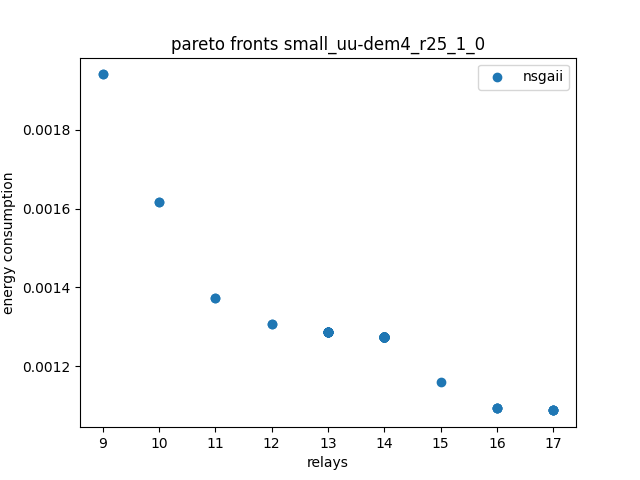 pareto fronts small_uu-dem4_r25_1_0
nsgaii
0.0018
0.0016
0.0014
0.0012
energy consumption
9 10 11 12 13 14 15 16 17
relays